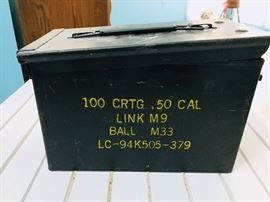 100 CRTG .50 CAL
LINK M9
BALL M33
LC-94K505-379